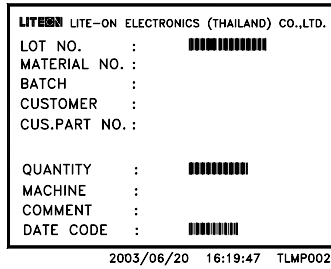 LITEON LITE-ON ELECTRONICS (THAILAND) CO.,LTD.
LOT NO. :
MATERIAL NO. :
BATCH :
CUSTOMER :
CUS.PART NO. :
QUANTITY :
MACHINE :
COMMENT :
DATE CODE :
2003/06/20 16:19:47 TLMP002